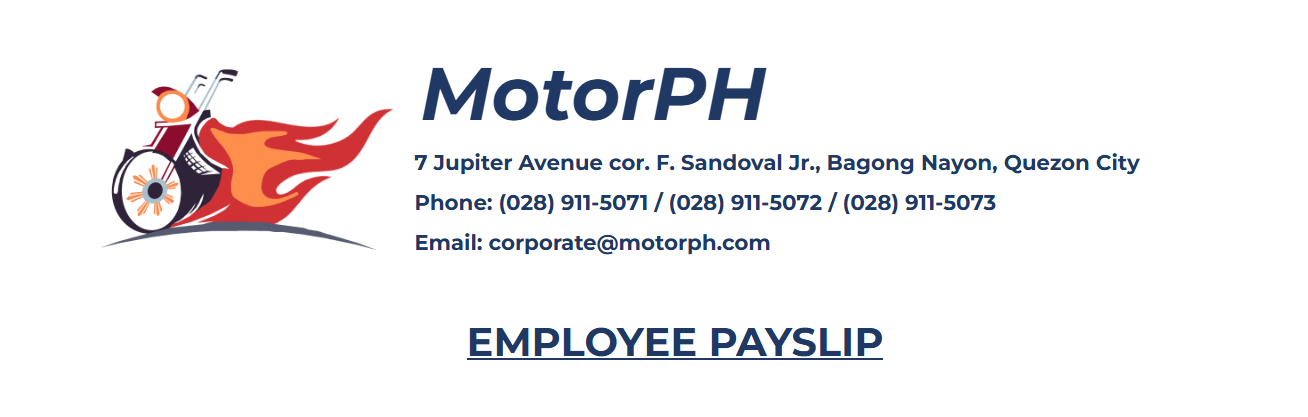 MotorPH
7 Jupiter Avenue cor. F. Sandoval Jr., Bagong Nayon, Quezon City
Phone: (028) 911-5071 / (028) 911-5072 / (028) 911-5073
Email: corporate@motorph.com
EMPLOYEE PAYSLIP